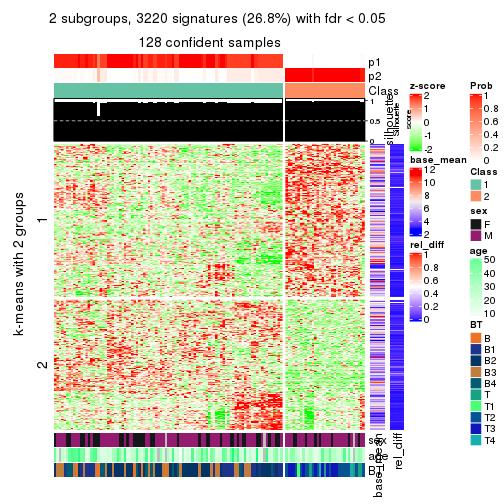 2 subgroups, 3220 signatures (26.8%) with fdr < 0.05
128 confident samples
p1
p2
Class
silhouette
score
1
0.5
0
silhouette
k-means with 2 groups
1
2
sex
age
BT
base_mean
rel_diff
z-score
2
1
0
-1
-2
base_mean
12
10
8
6
4
2
rel_diff
1
0.8
0.6
0.4
0.2
0
Prob
1
0.8
0.6
0.4
0.2
0
Class
1
2
sex
F
M
age
50
40
30
20
10
BT
B
B1
B2
B3
B4
T
T1
T2
T3
T4